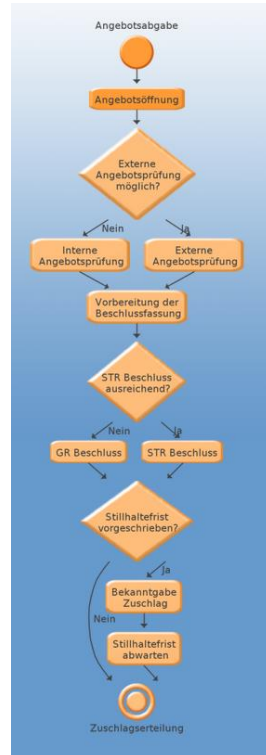 Angebotsabgabe
Angebotsöffnung
Externe
Angebotsprüfung
möglich?
Nein
Ja
Interne
Angebotsprüfung
Externe
Angebotsprüfung
Vorbereitung der
Beschlussfassung
STR Beschluss
ausreichend?
Nein
Ja
GR Beschluss
STR Beschluss
Stillhaltefrist
vorgeschrieben?
Ja
Bekanntgabe
Zuschlag
Nein
Stillhaltefrist
abwarten
Zuschlagserteilung